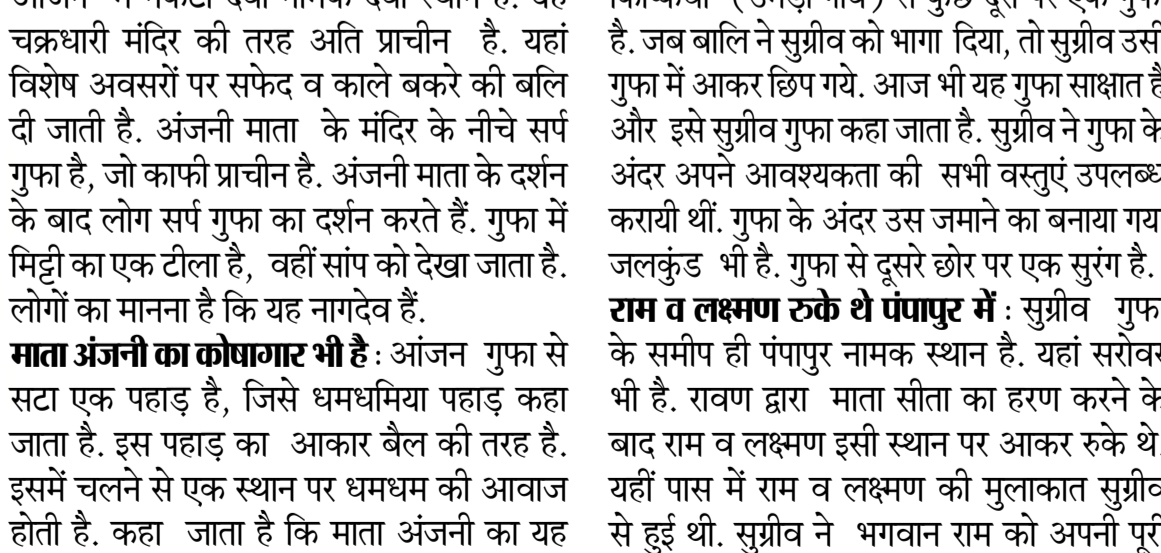 चक्रधारी मंदिर की तरह अति प्राचीन है. यहां
विशेष अवसरों पर सफेद व काले बकरे की बलि
दी जाती है. अंजनी माता के मंदिर के नीचे सर्प
गुफा है, जो काफी प्राचीन है. अंजनी माता के दर्शन
के बाद लोग सर्प गुफा का दर्शन करते हैं. गुफा में
मिट्टी का एक टीला है, वहीं सांप को देखा जाता है.
लोगों का मानना है कि यह नागदेव हैं.
माता अंजनी का कोषागार भी है : आंजन गुफा से
सटा एक पहाड़ है, जिसे धमधमिया पहाड़ कहा
जाता है. इस पहाड़ का आकार बैल की तरह है.
इसमें चलने से एक स्थान पर धमधम की आवाज
होती है. कहा जाता है कि माता अंजनी का यह
है. जब बालि ने सुग्रीव को भागा दिया, तो सुग्रीव उसी
गुफा में आकर छिप गये. आज भी यह गुफा साक्षात है
और इसे सुग्रीव गुफा कहा जाता है. सुग्रीव ने गुफा के
अंदर अपने आवश्यकता की सभी वस्तुएं उपलब्ध
करायी थीं. गुफा के अंदर उस जमाने का बनाया गया
जलकुंड भी है. गुफा से दूसरे छोर पर एक सुरंग है.
राम व लक्ष्मण रुके थे पंपापुर में : सुग्रीव गुफा
के समीप ही पंपापुर नामक स्थान है. यहां सरोवर
भी है. रावण द्वारा माता सीता का हरण करने के
बाद राम व लक्ष्मण इसी स्थान पर आकर रुके थे.
यहीं पास में राम व लक्ष्मण की मुलाकात सुग्रीव
से हुई थी. सुग्रीव ने भगवान राम को अपनी पूरी